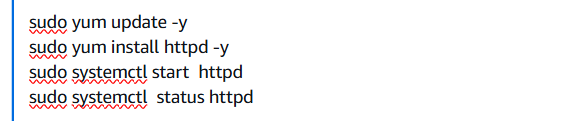 sudo yum update -y
sudo yum install httpd -y
sudo systemctl start  httpd
sudo systemctl  status httpd